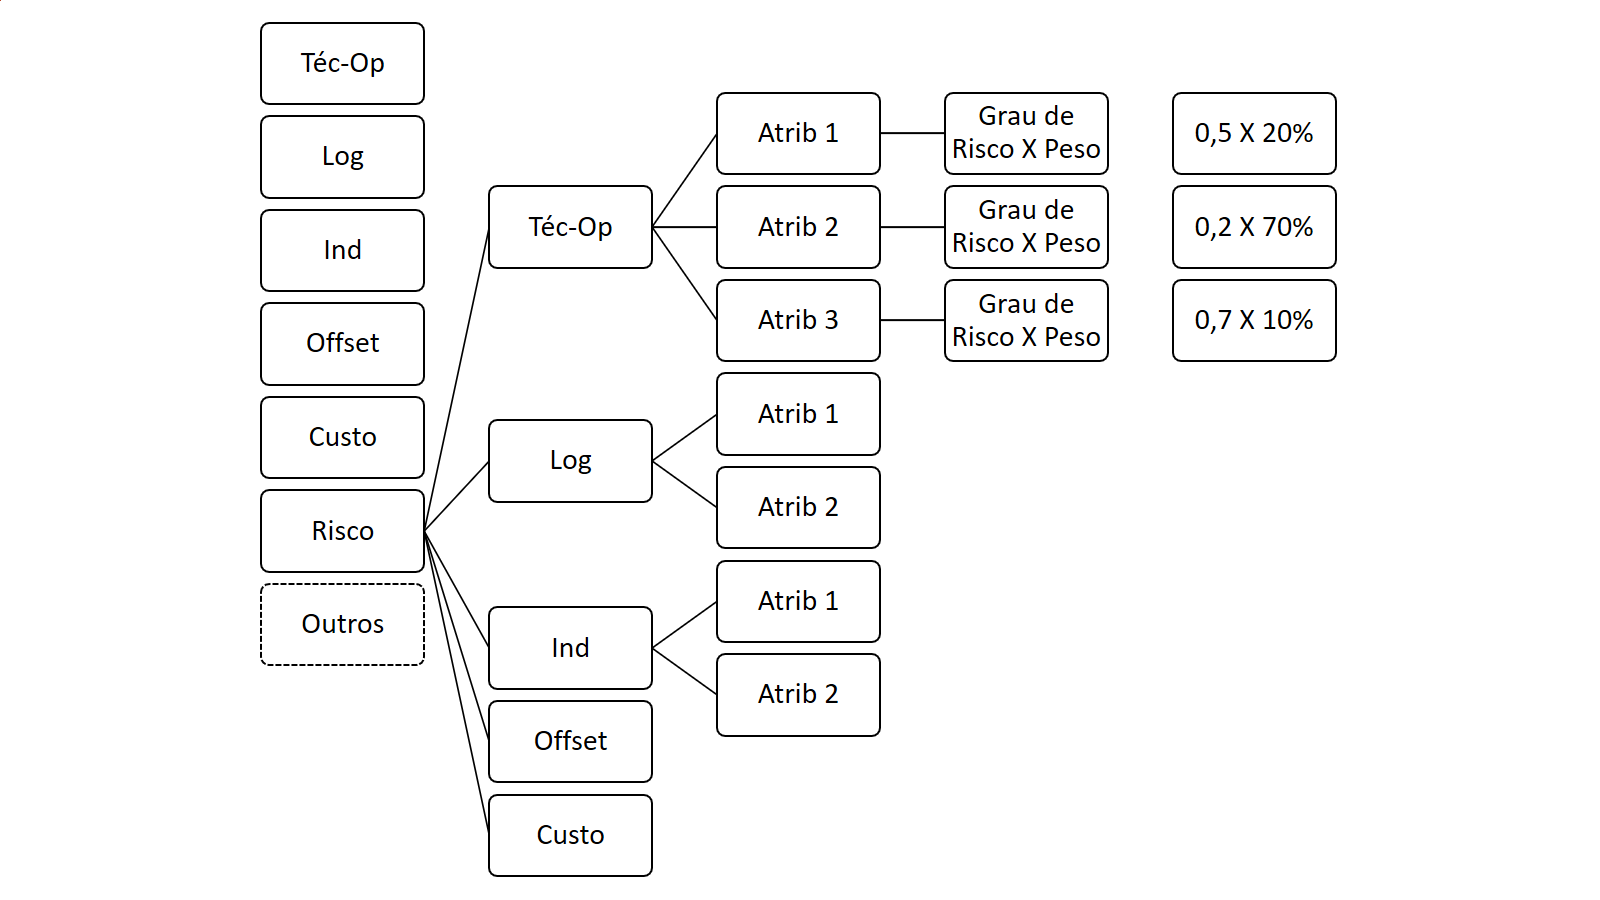 Téc-Op
Log
Ind
Offset
Custo
Risco
Outros
Téc-Op
Log
Ind
Offset
Custo
Atrib 1
Atrib 2
Atrib 3
Atrib 1
Atrib 2
Atrib 1
Atrib 2
Grau de
Risco X Peso
Grau de
Risco X Peso
Grau de
Risco X Peso
0,5 X 20%
0,2 X 70%
0,7 X 10%